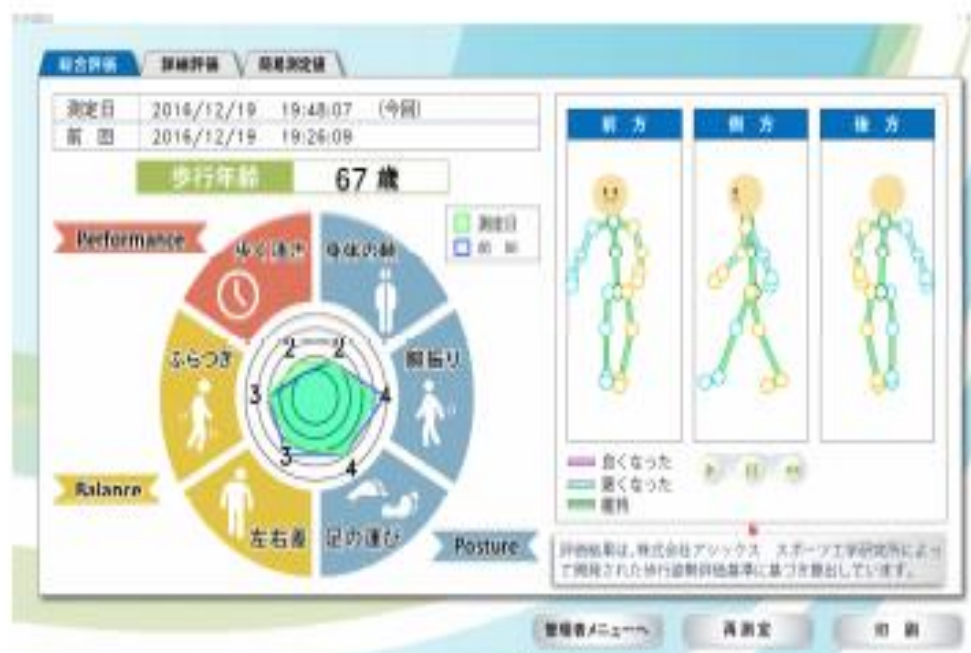 総合評価
詳細評価
簡易測定値
測定日 2016/12/19 19:48:07 (今回)
前回 2016/12/19 19:26:09
歩行年齢 67 歳
測定日
前回
Performance
歩く速さ
身体の軸
ふらつき
腕振り
2 2
3 4
3 4
Balance
左右差
足の運び
Posture
前方
側方
後方
良くなった
悪くなった
維持
評価結果は、株式会社アシックス スポーツ工学研究所によっ
て開発された歩行姿勢評価基準に基づき算出しています。
管理者メニューへ
再測定
印刷